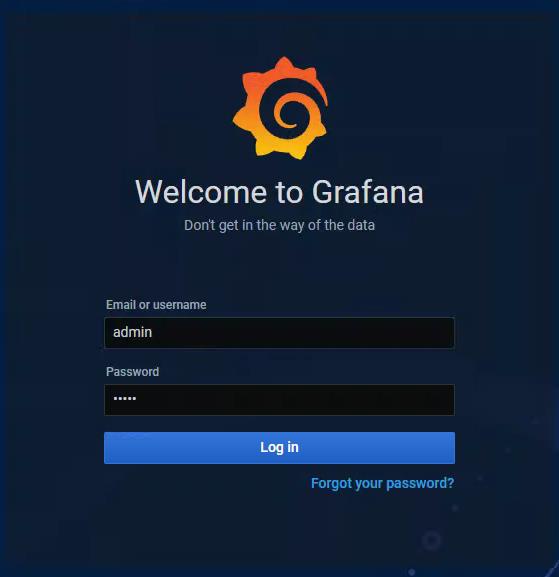 Welcome to Grafana
Don't get in the way of the data
Email or username
admin
Password
•••••
Log in
Forgot your password?